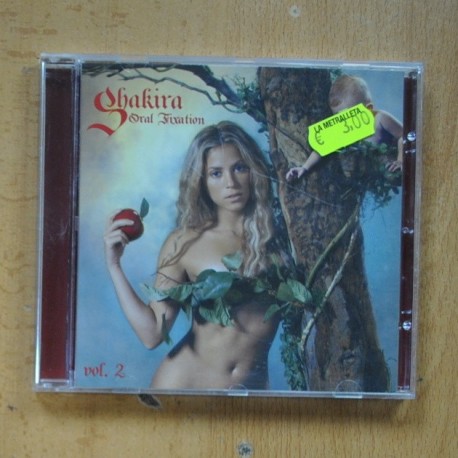 Shakira
Oral Fixation
LA METRALLETA
€ 3,00
vol. 2